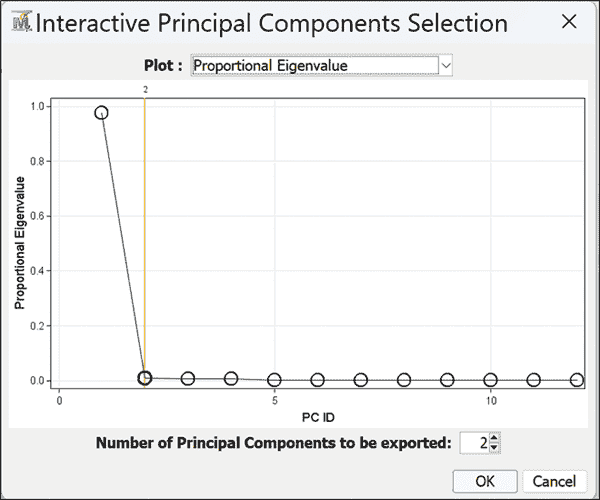 Interactive Principal Components Selection
Plot : Proportional Eigenvalue
2
1.0
0.8
0.6
0.4
0.2
0.0
Proportional Eigenvalue
0 5 10
PC ID
Number of Principal Components to be exported: 2
OK Cancel